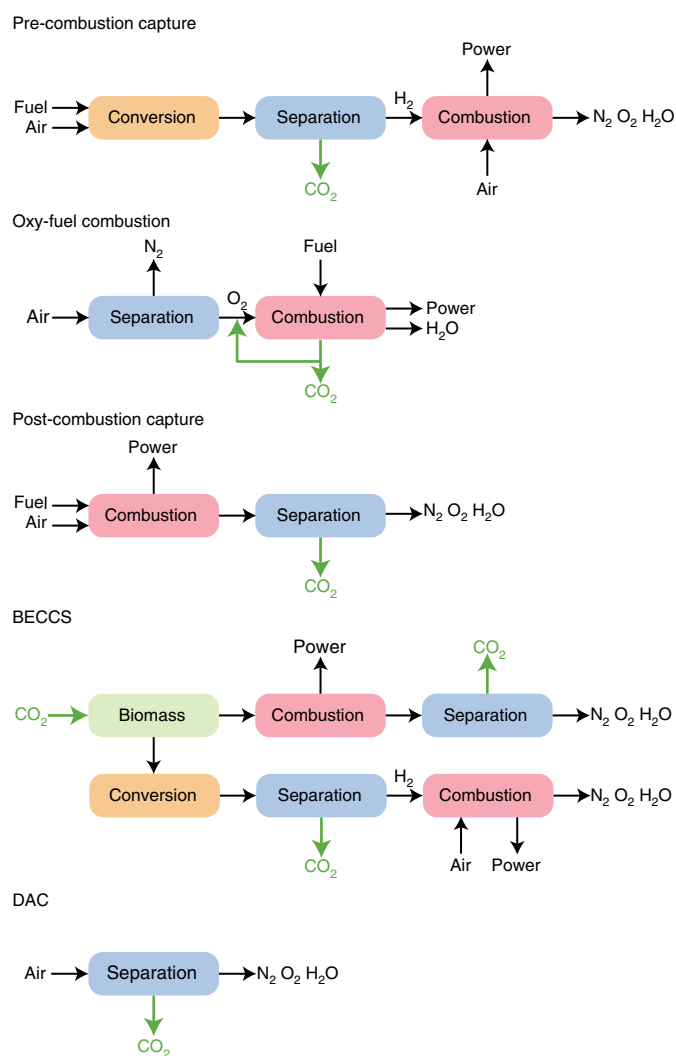 Pre-combustion capture
Power
Fuel
Air
Conversion
Separation
H₂
Combustion
N₂ O₂ H₂O
CO₂
Air
Oxy-fuel combustion
N₂
Fuel
Air
Separation
O₂
Combustion
Power
H₂O
CO₂
Post-combustion capture
Power
Fuel
Air
Combustion
Separation
N₂ O₂ H₂O
CO₂
BECCS
Power
CO₂
CO₂
Biomass
Combustion
Separation
N₂ O₂ H₂O
Conversion
Separation
H₂
Combustion
N₂ O₂ H₂O
CO₂
Air
Power
DAC
Air
Separation
N₂ O₂ H₂O
CO₂